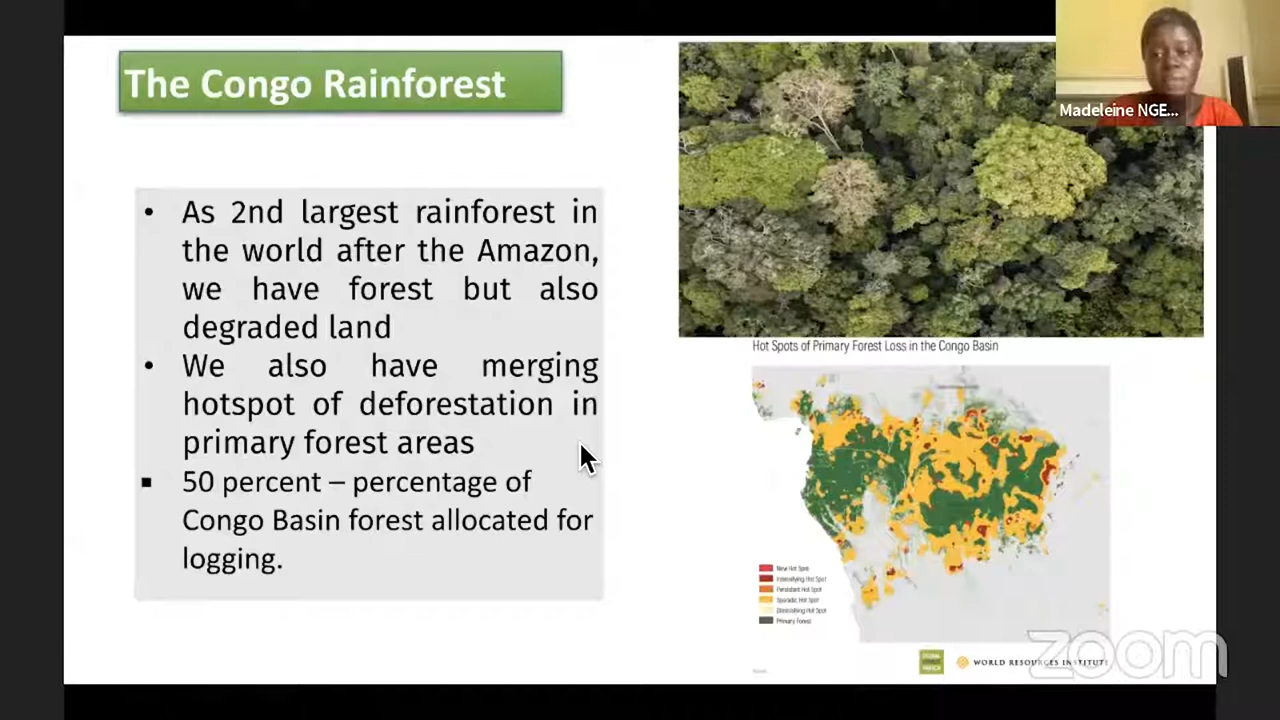 The Congo Rainforest
• As 2nd largest rainforest in
the world after the Amazon,
we have forest but also
degraded land
• We also have merging
hotspot of deforestation in
primary forest areas
▪ 50 percent – percentage of
Congo Basin forest allocated for
logging.
Madeleine NGE...
Hot Spots of Primary Forest Loss in the Congo Basin
New Hot Spot
Intensifying Hot Spot
Persistent Hot Spot
Sporadic Hot Spot
Diminishing Hot Spot
Primary Forest
GLOBAL
FOREST
WATCH
WORLD RESOURCES INSTITUTE
zoom